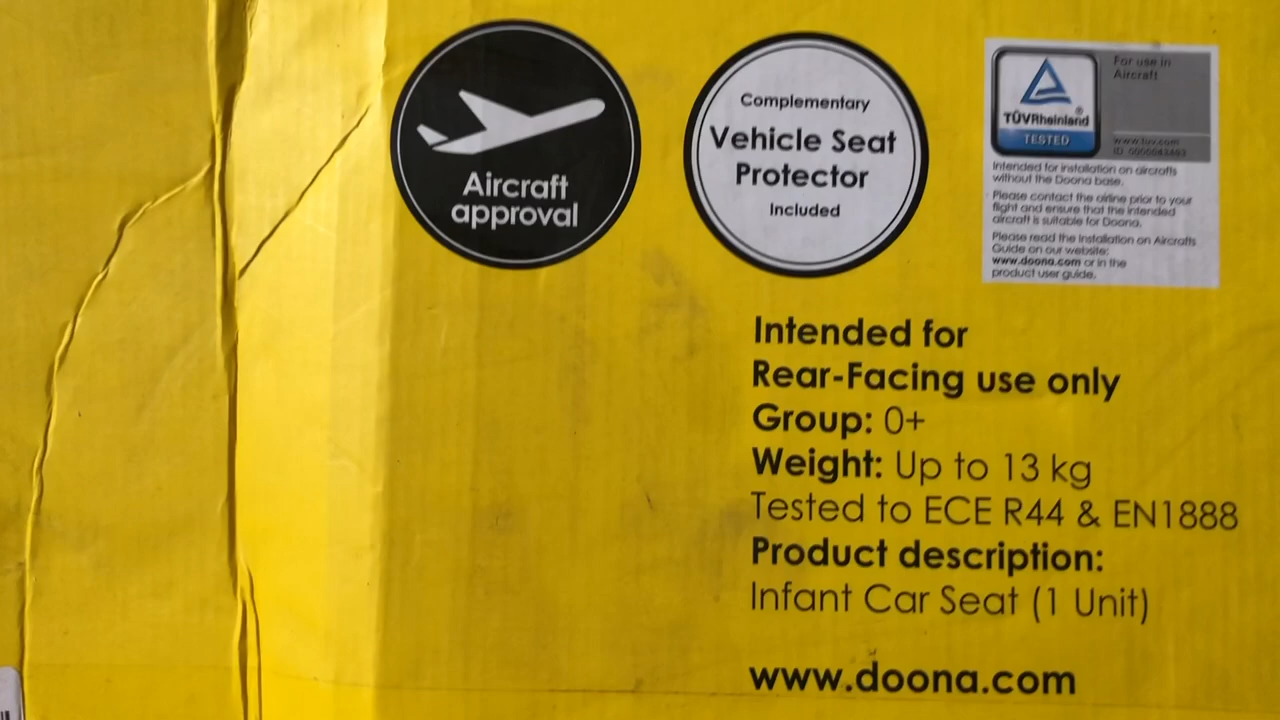 Aircraft
approval
Complementary
Vehicle Seat
Protector
Included
TÜVRheinland®
TESTED
For use in
Aircraft
www.tuv.com
ID
Intended for installation on aircrafts
without the Doona base.
Please contact the airline prior to your
flight and ensure that the intended
aircraft is suitable for Doona.
Please read the Installation on Aircrafts
Guide on our website:
www.doona.com or in the
product user guide.
Intended for
Rear-Facing use only
Group: 0+
Weight: Up to 13 kg
Tested to ECE R44 & EN1888
Product description:
Infant Car Seat (1 Unit)
www.doona.com